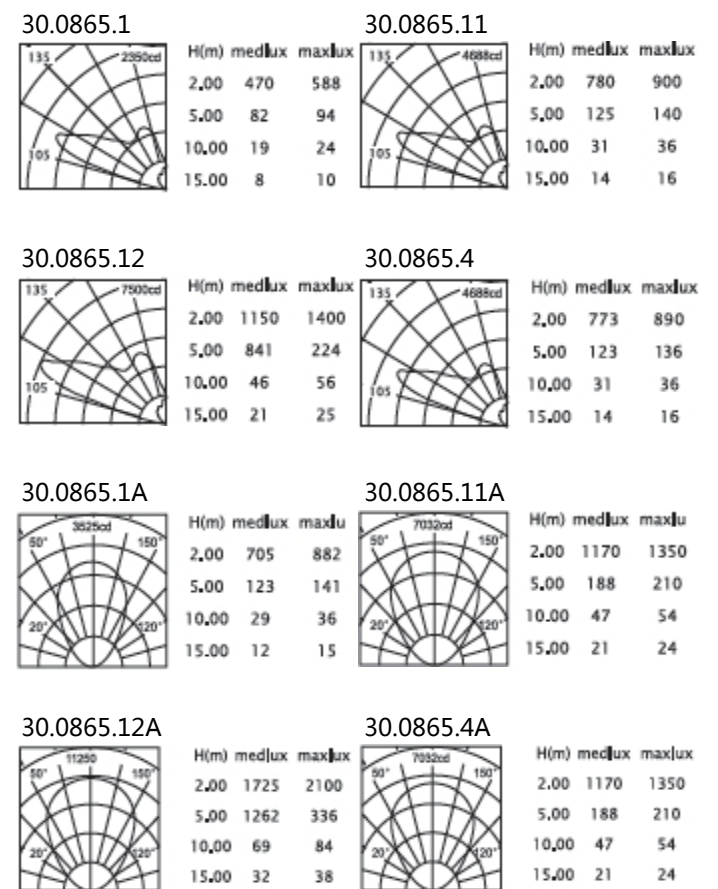 30.0865.1
135 2350cd
105
H(m) medlux maxlux
2.00 470 588
5.00 82 94
10.00 19 24
15.00 8 10
30.0865.11
135 4688cd
105
H(m) medlux maxlux
2.00 780 900
5.00 125 140
10.00 31 36
15.00 14 16
30.0865.12
135 7500cd
105
H(m) medlux maxlux
2.00 1150 1400
5.00 841 224
10.00 46 56
15.00 21 25
30.0865.4
135 4688cd
105
H(m) medlux maxlux
2.00 773 890
5.00 123 136
10.00 31 36
15.00 14 16
30.0865.1A
3525cd
50° 150°
20° 120°
H(m) medlux maxlu
2.00 705 882
5.00 123 141
10.00 29 36
15.00 12 15
30.0865.11A
7032cd
50° 150°
20° 120°
H(m) medlux maxlu
2.00 1170 1350
5.00 188 210
10.00 47 54
15.00 21 24
30.0865.12A
11250
50° 150°
20° 120°
H(m) medlux maxlux
2.00 1725 2100
5.00 1262 336
10.00 69 84
15.00 32 38
30.0865.4A
7032cd
50° 150°
20° 120°
H(m) medlux maxlux
2.00 1170 1350
5.00 188 210
10.00 47 54
15.00 21 24